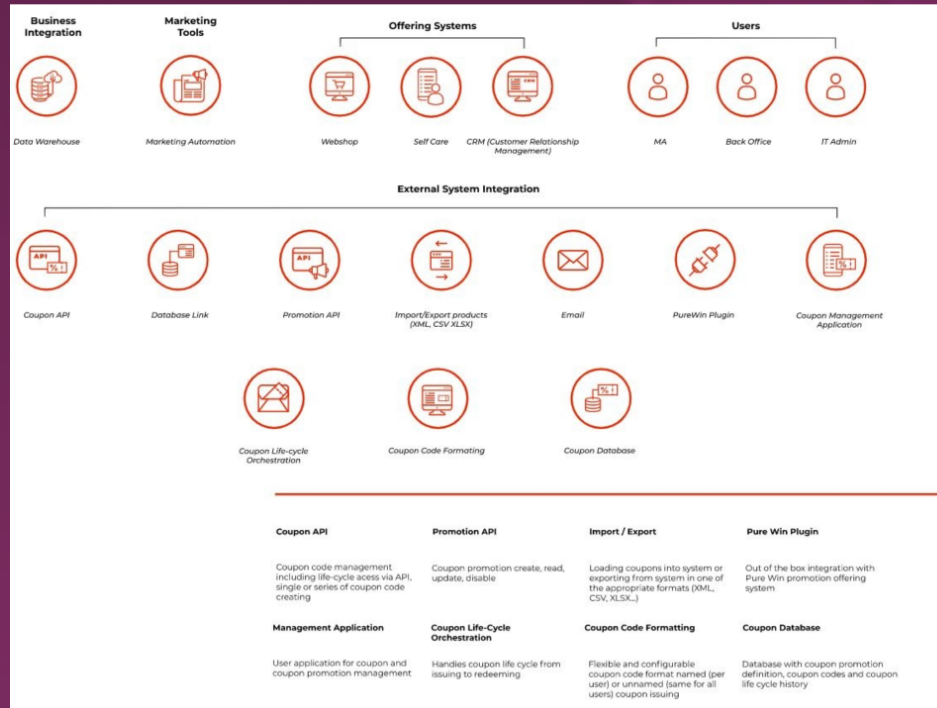 Business
Integration
Marketing
Tools
Offering Systems
Users
CRM
Data Warehouse
Marketing Automation
Webshop
Self Care
CRM (Customer Relationship
Management)
MA
Back Office
IT Admin
External System Integration
API
API
Coupon API
Database Link
Promotion API
Import/Export products
(XML, CSV XLSX)
Email
PureWin Plugin
Coupon Management
Application
Coupon Life-cycle
Orchestration
Coupon Code Formating
Coupon Database
Coupon API
Coupon code management
including life-cycle acess via API,
single or series of coupon code
creating
Promotion API
Coupon promotion create, read,
update, disable
Import / Export
Loading coupons into system or
exporting from system in one of
the appropriate formats (XML,
CSV, XLSX...)
Pure Win Plugin
Out of the box integration with
Pure Win promotion offering
system
Management Application
User application for coupon and
coupon promotion management
Coupon Life-Cycle
Orchestration
Handles coupon life cycle from
issuing to redeeming
Coupon Code Formatting
Flexible and configurable
coupon code format named (per
user) or unnamed (same for all
users) coupon issuing
Coupon Database
Database with coupon promotion
definition, coupon codes and coupon
life cycle history